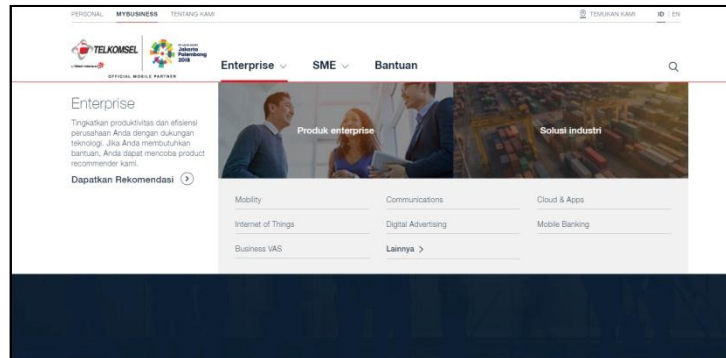 PERSONAL MYBUSINESS TENTANG KAMI
TEMUKAN KAMI ID EN
TELKOMSEL
Jakarta
Palembang
2018
OFFICIAL MOBILE PARTNER
Enterprise SME Bantuan
Enterprise
Tingkatkan produktivitas dan efisiensi
perusahaan Anda dengan dukungan
teknologi. Jika Anda membutuhkan
bantuan, Anda dapat mencoba product
recommender kami.
Dapatkan Rekomendasi
Produk enterprise
Solusi industri
Mobility Communications Cloud & Apps
Internet of Things Digital Advertising Mobile Banking
Business VAS Lainnya >